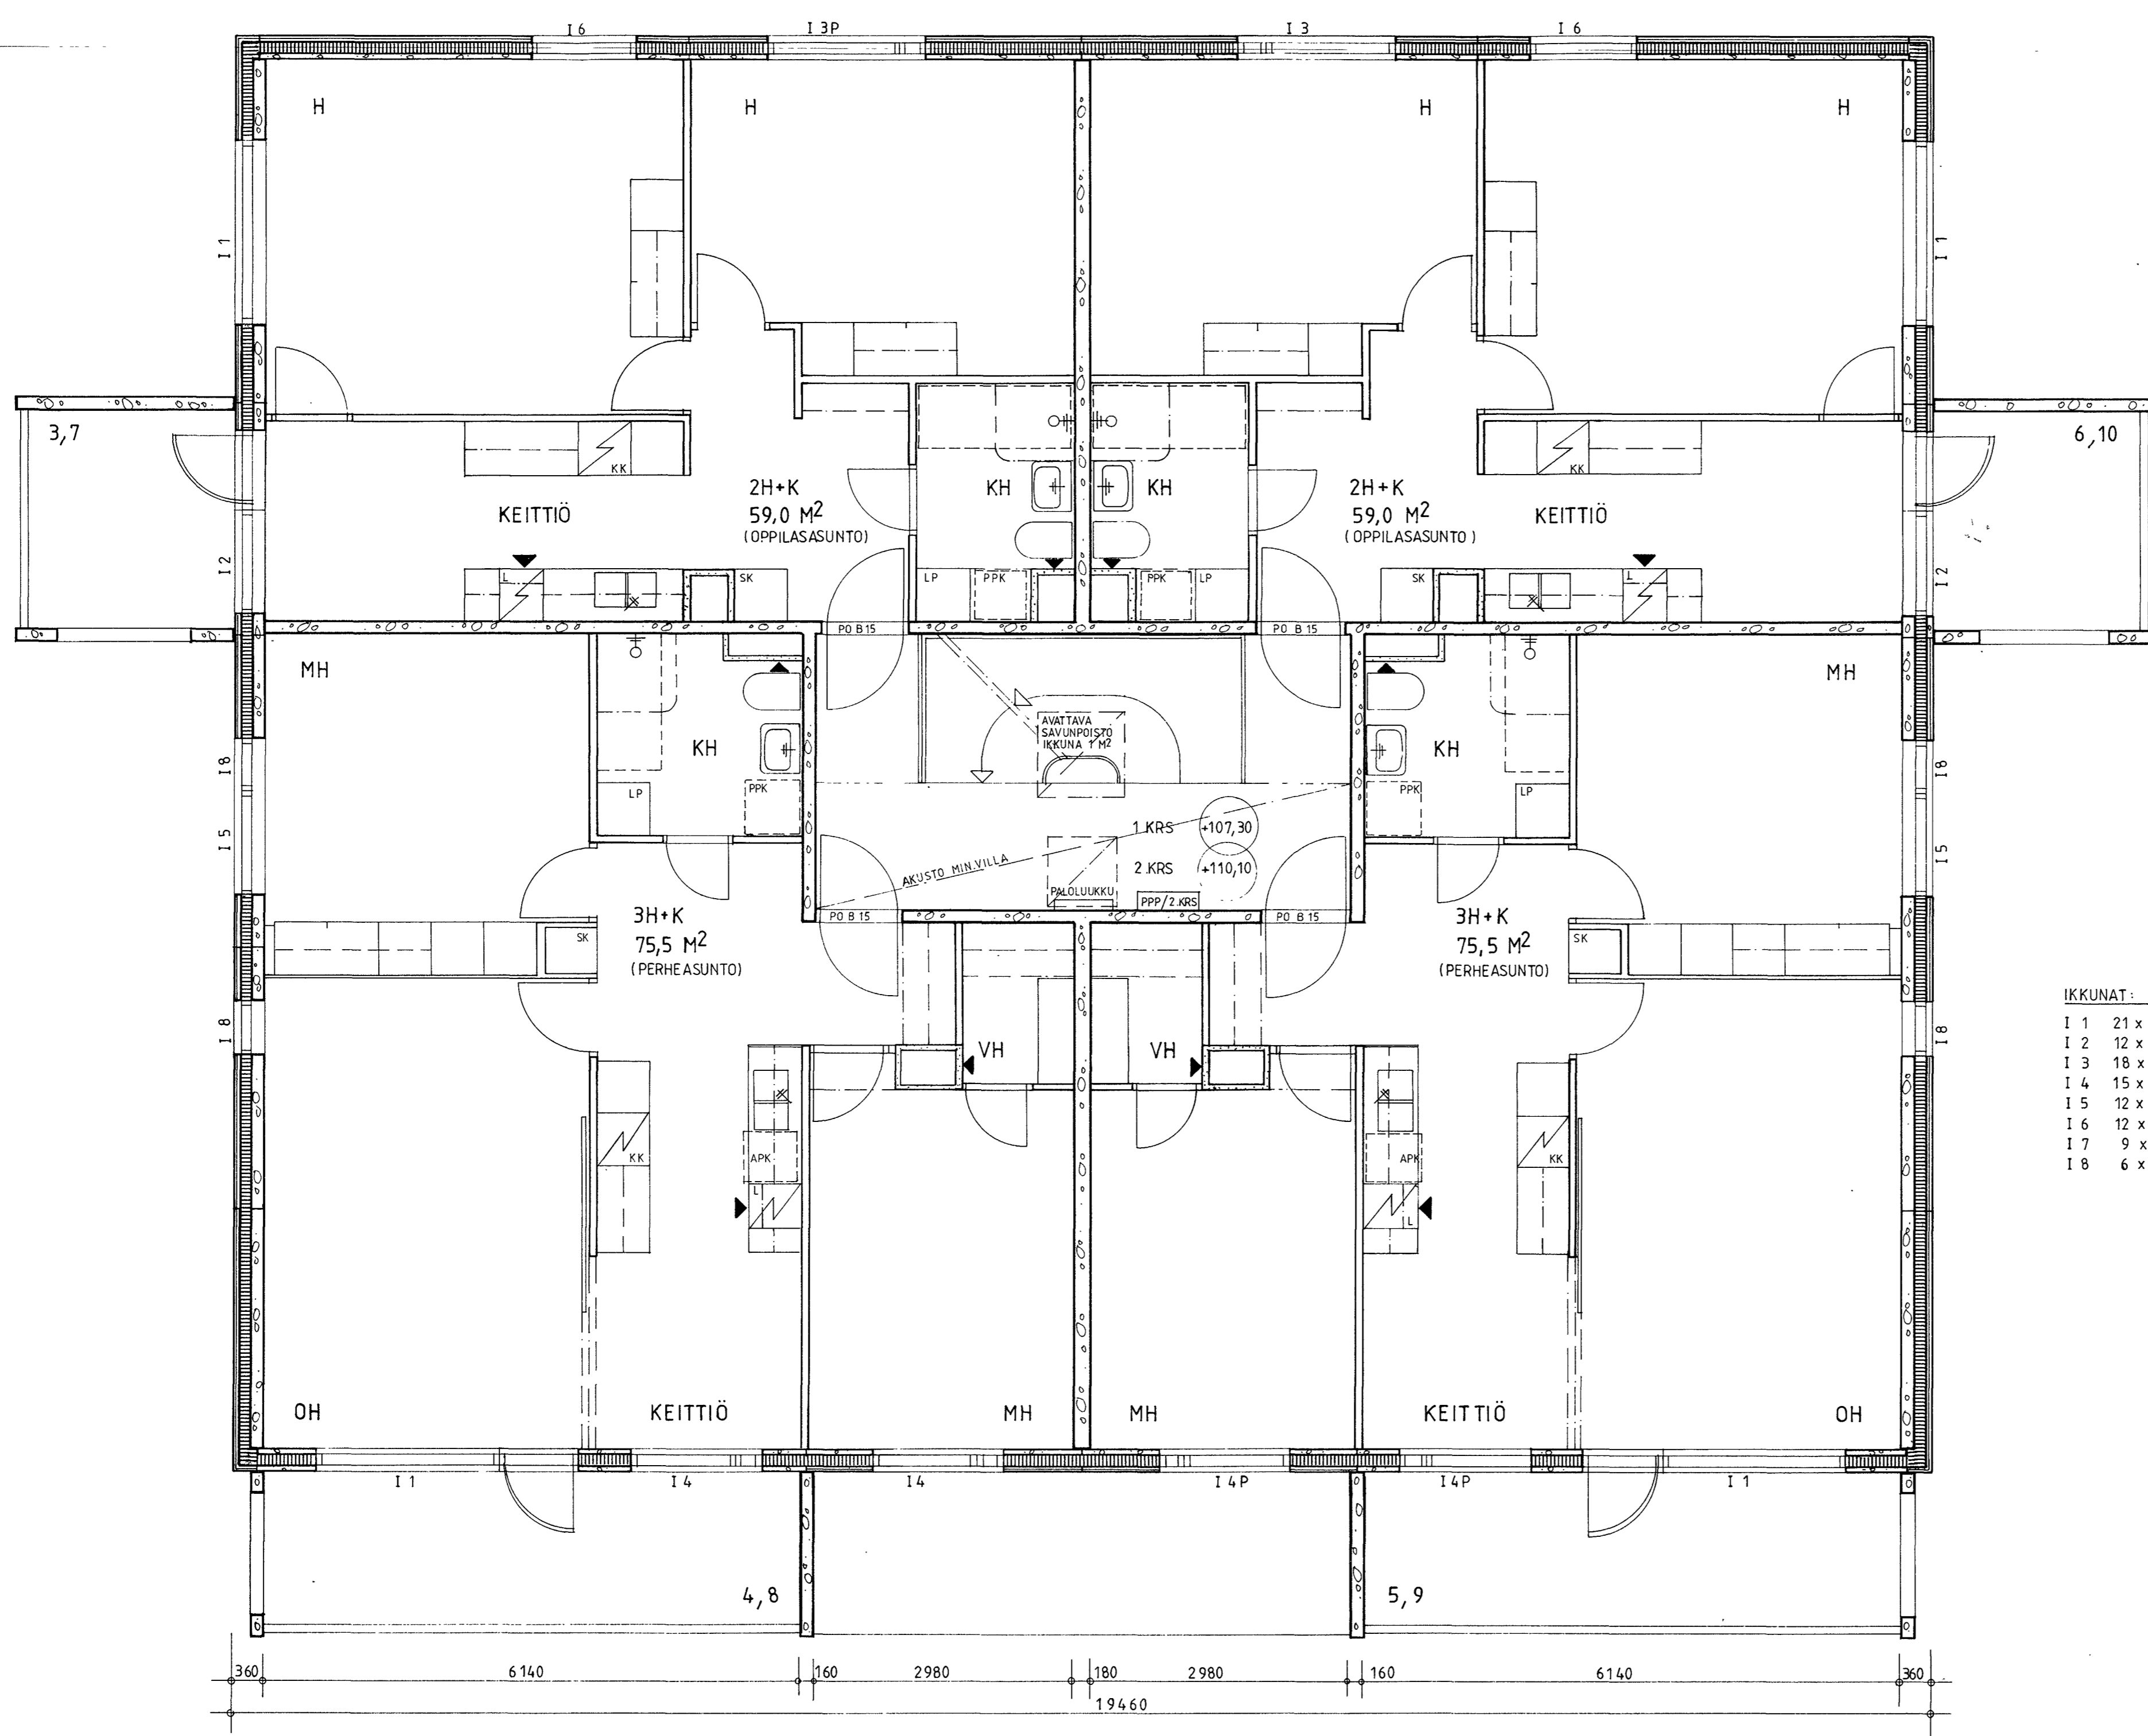 I 6
I 3P
I 3
I 6
H
H
H
H
I 1
I 1
3,7
6,10
KK
KK
2H+K
59,0 M2
(OPPILASASUNTO)
KH
KH
2H+K
59,0 M2
(OPPILASASUNTO)
KEITTIÖ
KEITTIÖ
I 2
I 2
L
SK
LP
PPK
PPK
LP
SK
L
PO B 15
PO B 15
MH
MH
AVATTAVA
SAVUNPOISTO
IKKUNA 1 M2
KH
KH
I 8
I 8
LP
PPK
PPK
LP
1 KRS
+107,30
I 5
I 5
AKUSTO MIN.VILLA
2.KRS
+110,10
PALOLUUKKU
PPP/2.KRS
PO B 15
PO B 15
3H+K
75,5 M2
(PERHEASUNTO)
3H+K
75,5 M2
(PERHEASUNTO)
SK
SK
IKKUNAT:
I 1 21 x
I 2 12 x
I 3 18 x
I 4 15 x
I 5 12 x
I 6 12 x
I 7 9 x
I 8 6 x
I 8
I 8
VH
VH
KK
APK
APK
KK
L
L
OH
KEITTIÖ
MH
MH
KEITTIÖ
OH
I 1
I 4
I 4
I 4P
I 4P
I 1
4,8
5,9
360
6140
160
2980
180
2980
160
6140
360
19460